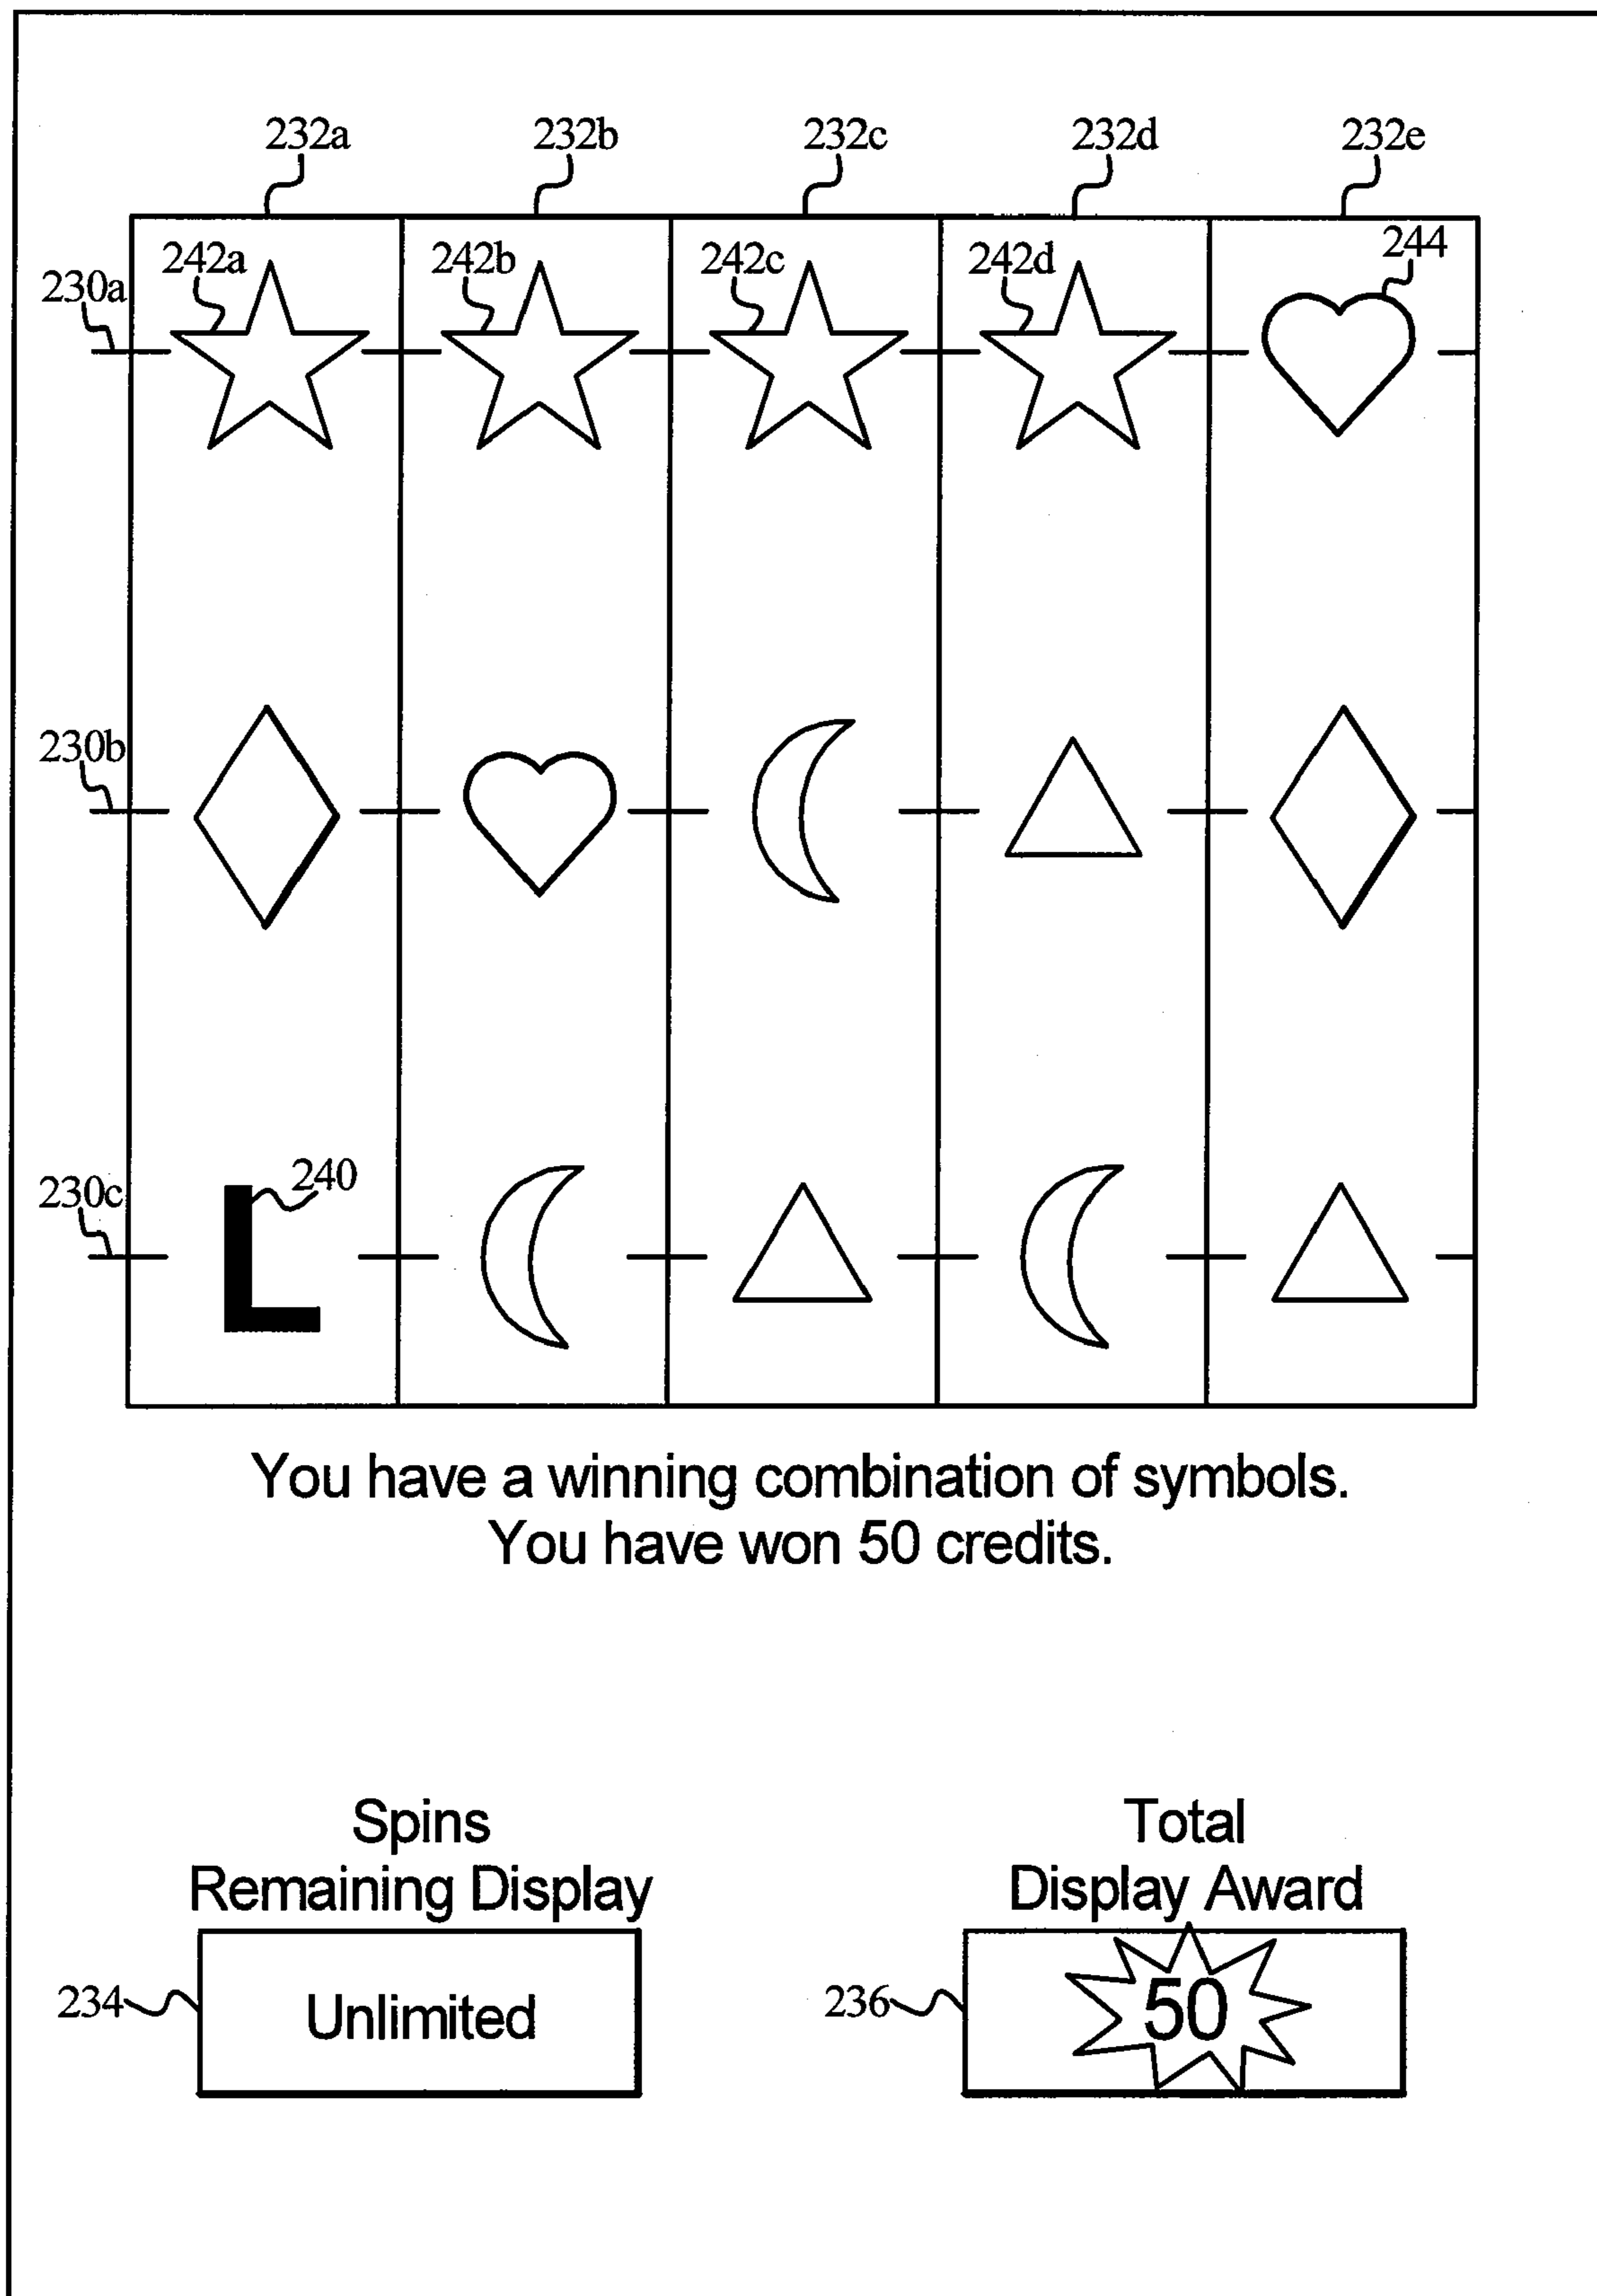 232a 232b 232c 232d 232e
242a 242b 242c 242d 244
230a
230b
230c
L 240
You have a winning combination of symbols.
You have won 50 credits.
Spins
Remaining Display
234 Unlimited
Total
Display Award
236 50